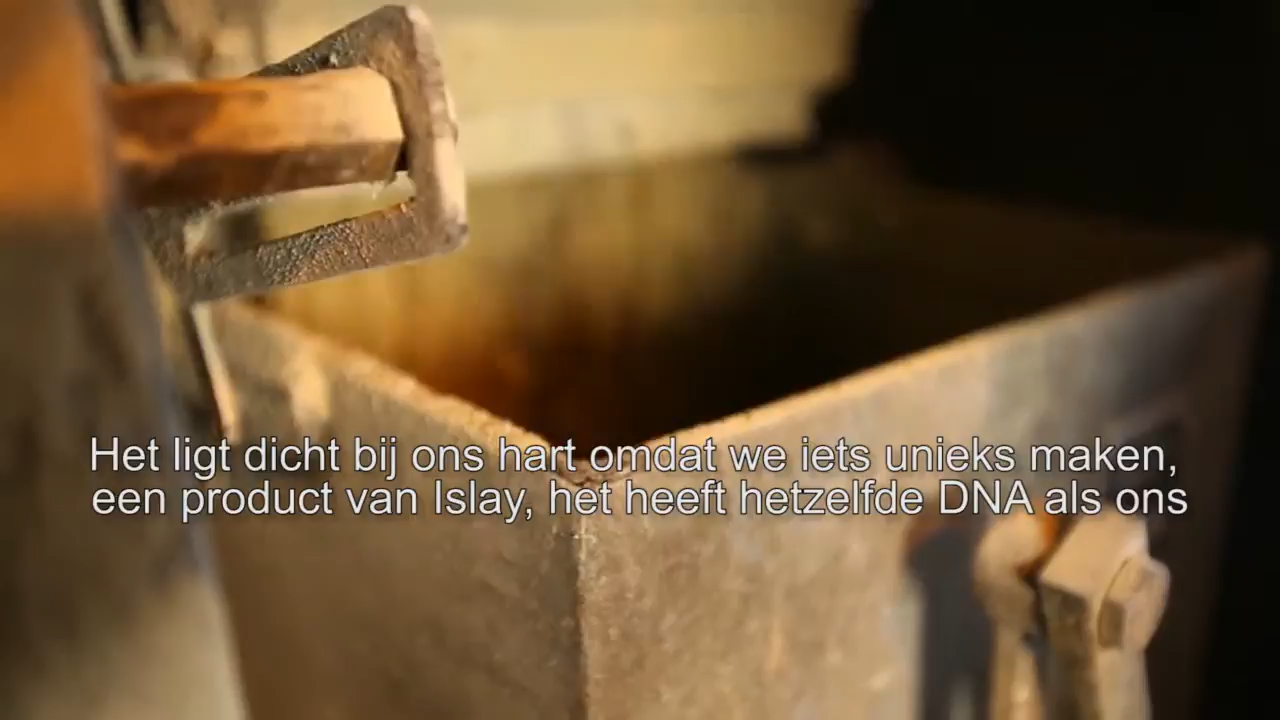 Het ligt dicht bij ons hart omdat we iets unieks maken,
een product van Islay, het heeft hetzelfde DNA als ons